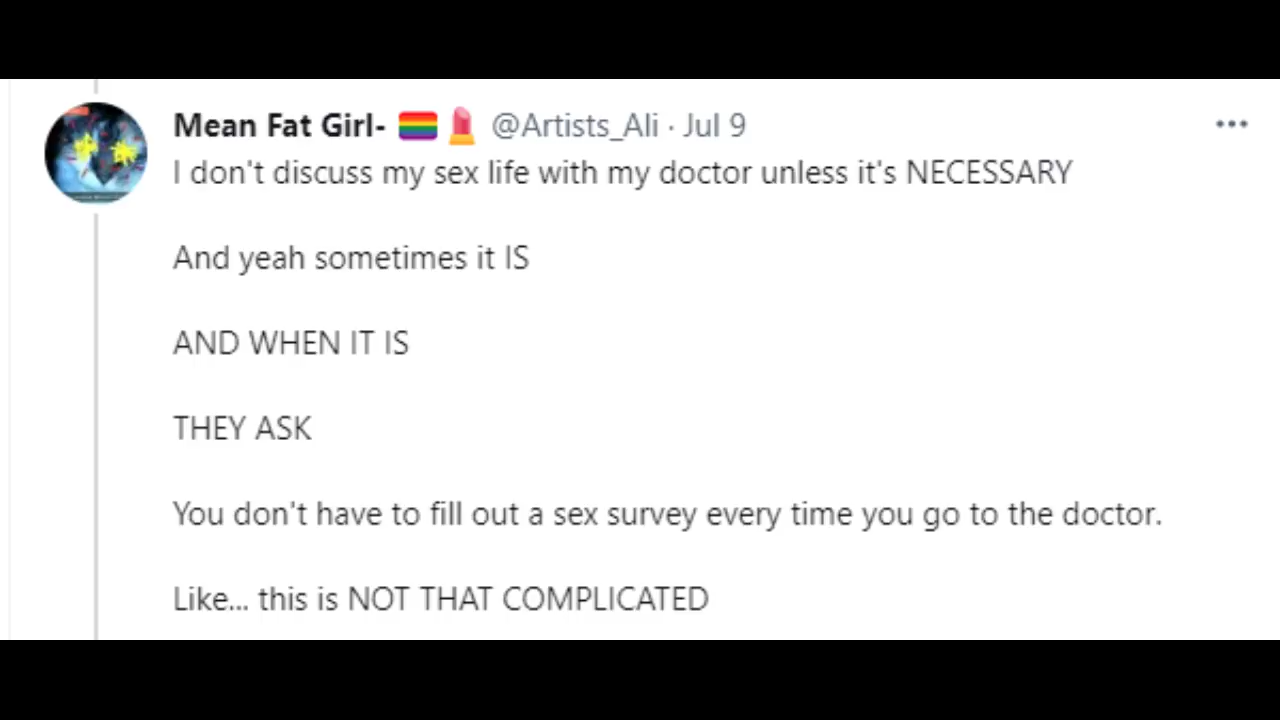 Mean Fat Girl- 🏳️‍🌈💄 @Artists_Ali · Jul 9
I don't discuss my sex life with my doctor unless it's NECESSARY
And yeah sometimes it IS
AND WHEN IT IS
THEY ASK
You don't have to fill out a sex survey every time you go to the doctor.
Like... this is NOT THAT COMPLICATED